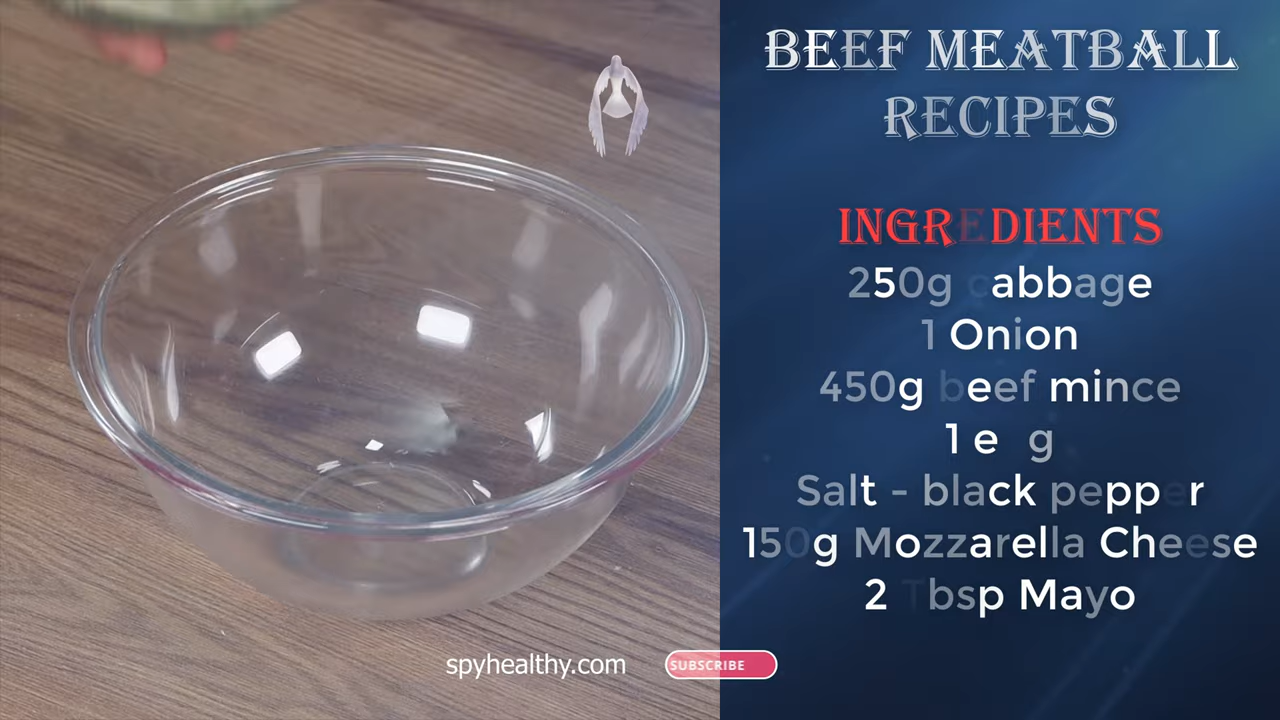 BEEF MEATBALL
RECIPES
INGREDIENTS
250g cabbage
1 Onion
450g beef mince
1 e g
Salt - black pepper
150g Mozzarella Cheese
2 Tbsp Mayo
spyhealthy.com
SUBSCRIBE